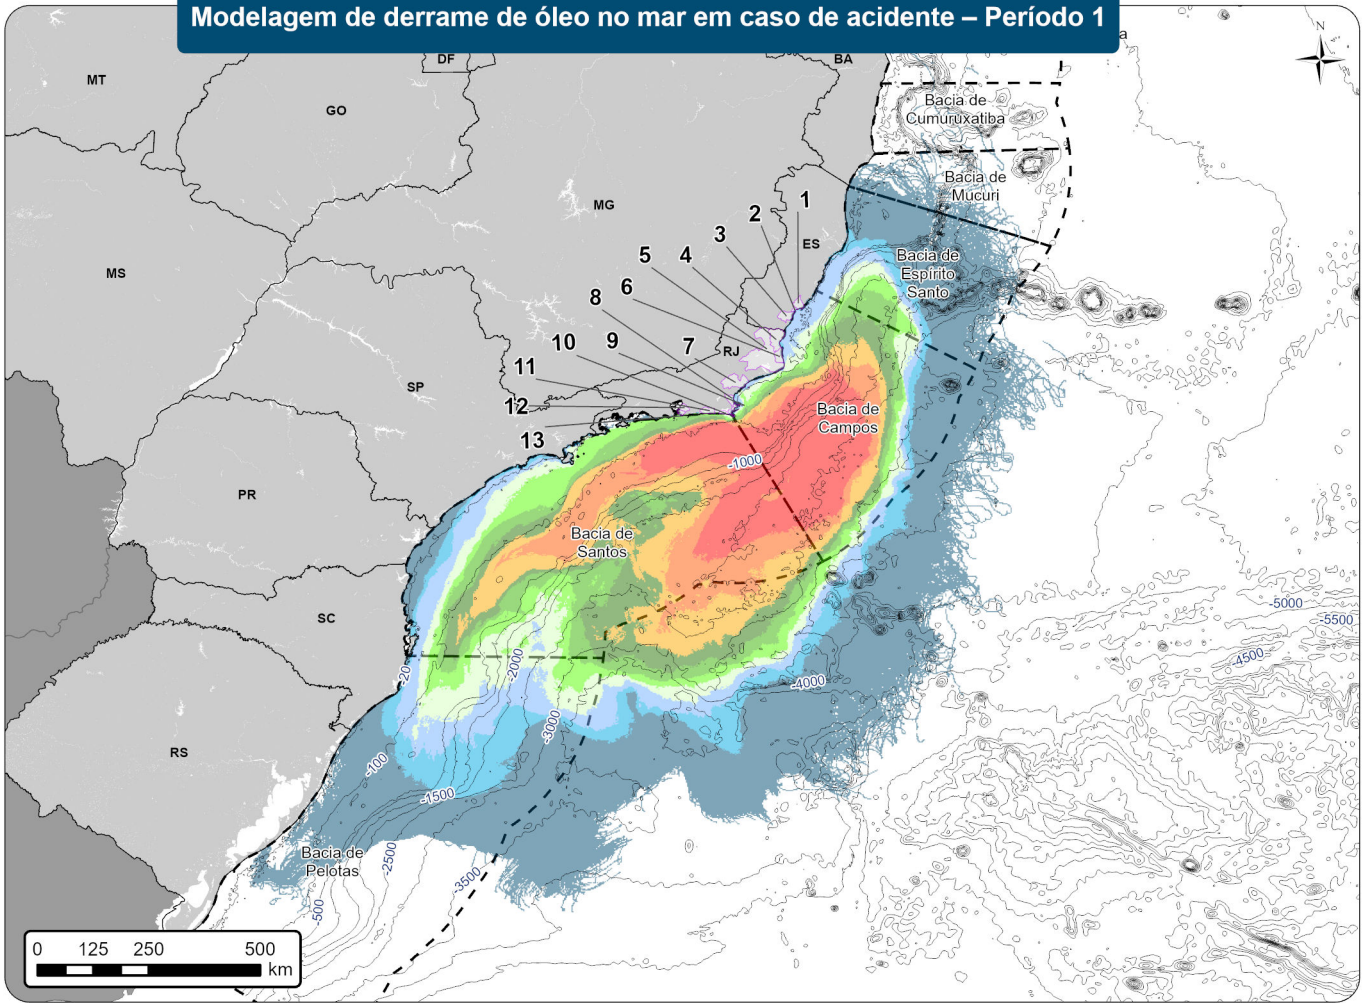 Modelagem de derrame de óleo no mar em caso de acidente – Período 1
N
a
DF
BA
MT
GO
Bacia de
Cumuruxatiba
Bacia de
Mucuri
MG
1
2
3
ES
5
4
MS
Bacia de
Espírito
Santo
6
8
10
9
7
RJ
11
SP
12
13
Bacia de
Campos
-1000
PR
Bacia de
Santos
SC
-5000
-5500
-4500
-20
-2000
-4000
-3000
RS
-100
-1500
Bacia de
Pelotas
-2500
-3500
-500
0 125 250 500
km